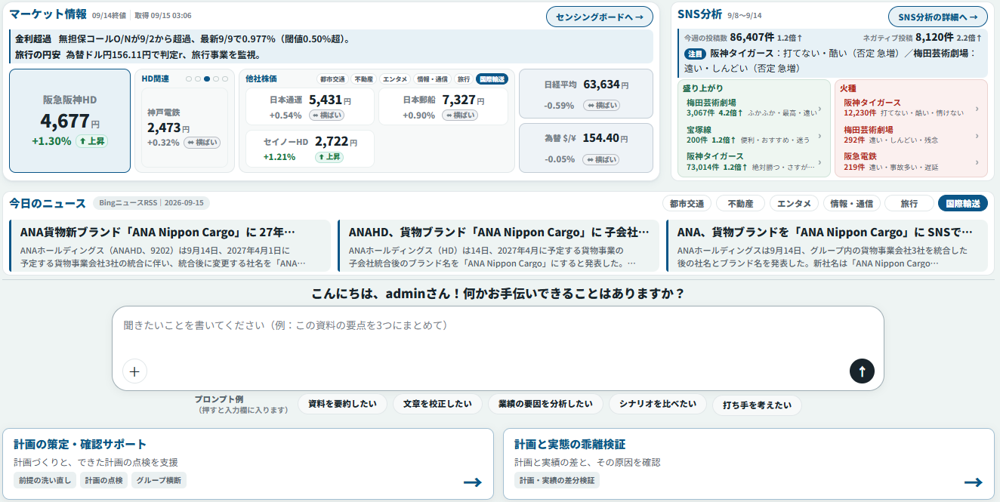 マーケット情報 09/14終値 | 取得 09/15 03:06
センシングボードへ →
金利超過 無担保コールO/Nが9/2から超過、最新9/9で0.977%（閾値0.50%超）。
旅行の円安 為替ドル円156.11円で判定r、旅行事業を監視。
阪急阪神HD
4,677円
+1.30% ⬆ 上昇
HD関連
神戸電鉄
2,473円
+0.32% ⇔ 横ばい
他社株価 都市交通 不動産 エンタメ 情報・通信 旅行 国際輸送
日本通運 5,431円
+0.54% ⇔ 横ばい
日本郵船 7,327円
+0.90% ⇔ 横ばい
セイノーHD 2,722円
+1.21% ⬆ 上昇
日経平均 63,634円
-0.59% ⇔ 横ばい
為替 $/¥ 154.40円
-0.05% ⇔ 横ばい
SNS分析 9/8〜9/14
SNS分析の詳細へ →
今週の投稿数 86,407件 1.2倍↑ ネガティブ投稿 8,120件 2.2倍↑
注目 阪神タイガース：打てない・酷い（否定 急増）／梅田芸術劇場：
遠い・しんどい（否定 急増）
盛り上がり
梅田芸術劇場
3,067件 4.2倍↑ ふかふか・最高・遠い ›
宝塚線
200件 1.2倍↑ 便利・おすすめ・迷う ›
阪神タイガース
73,014件 1.2倍↑ 絶対勝つ・さすが… ›
火種
阪神タイガース
12,230件 打てない・酷い・情けない ›
梅田芸術劇場
292件 遠い・しんどい・残念 ›
阪急電鉄
219件 遠い・事故多い・遅延 ›
今日のニュース BingニュースRSS | 2026-09-15
都市交通 不動産 エンタメ 情報・通信 旅行 国際輸送
ANA貨物新ブランド「ANA Nippon Cargo」に 27年…
ANAホールディングス（ANAHD、9202）は9月14日、2027年4月1日に
予定する貨物事業会社3社の統合に伴い、統合後に変更する社名を「ANA…
ANAHD、貨物ブランド「ANA Nippon Cargo」に 子会社…
ANAホールディングス（HD）は14日、2027年4月に予定する貨物事業の
子会社統合後のブランド名を「ANA Nippon Cargo」にすると発表した。…
ANA、貨物ブランドを「ANA Nippon Cargo」に SNSで…
ANAホールディングスは9月14日、グループ内の貨物事業会社3社を統合した
後の社名とブランド名を発表した。新社名は「ANA Nippon Cargo…
こんにちは、adminさん！何かお手伝いできることはありますか？
聞きたいことを書いてください（例：この資料の要点を3つにまとめて）
＋ ↑
プロンプト例
（押すと入力欄に入ります）
資料を要約したい 文章を校正したい 業績の要因を分析したい シナリオを比べたい 打ち手を考えたい
計画の策定・確認サポート
計画づくりと、できた計画の点検を支援
前提の洗い直し 計画の点検 グループ横断 →
計画と実態の乖離検証
計画と実績の差と、その原因を確認
計画・実績の差分検証 →